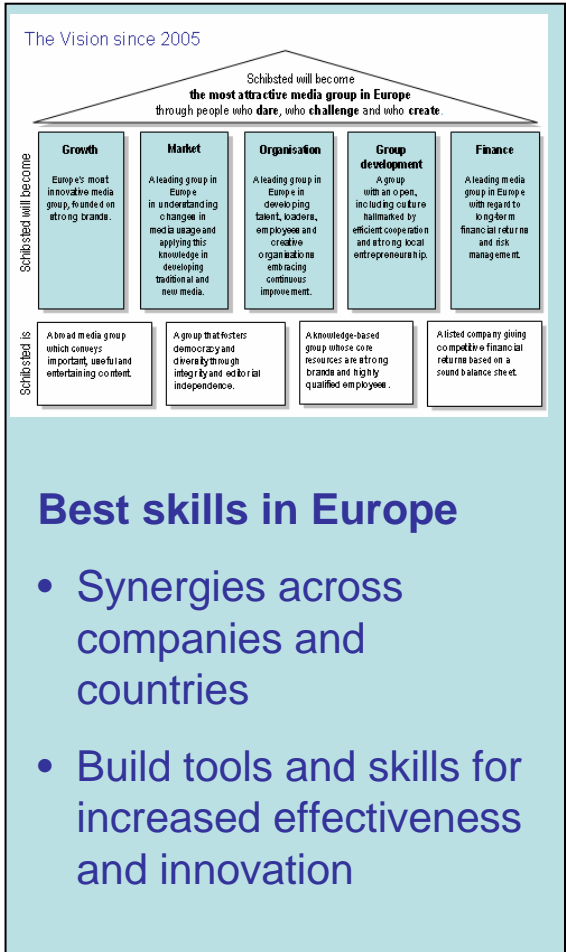 The Vision since 2005
Schibsted will become
the most attractive media group in Europe
through people who dare, who challenge and who create.
Schibsted will become
Growth
Europe's most
innovative media
group, founded on
strong brands.
Market
A leading group in
Europe
in understanding
changes in
media usage and
applying this
knowledge in
developing
traditional and
new media.
Organisation
A leading group in
Europe in
developing
talent, leaders,
employees and
creative
organisations
embracing
continuous
improvement.
Group
development
A group
with an open,
including culture
hallmarked by
efficient cooperation
and strong local
entrepreneurship.
Finance
A leading media
group in Europe
with regard to
long-term
financial returns
and risk
management.
Schibsted is
A broad media group
which conveys
important, useful and
entertaining content.
A group that fosters
democracy and
diversity through
integrity and editorial
independence.
A knowledge-based
group whose core
resources are strong
brands and highly
qualified employees.
A listed company giving
competitive financial
returns based on a
sound balance sheet.
Best skills in Europe
• Synergies across
companies and
countries
• Build tools and skills for
increased effectiveness
and innovation